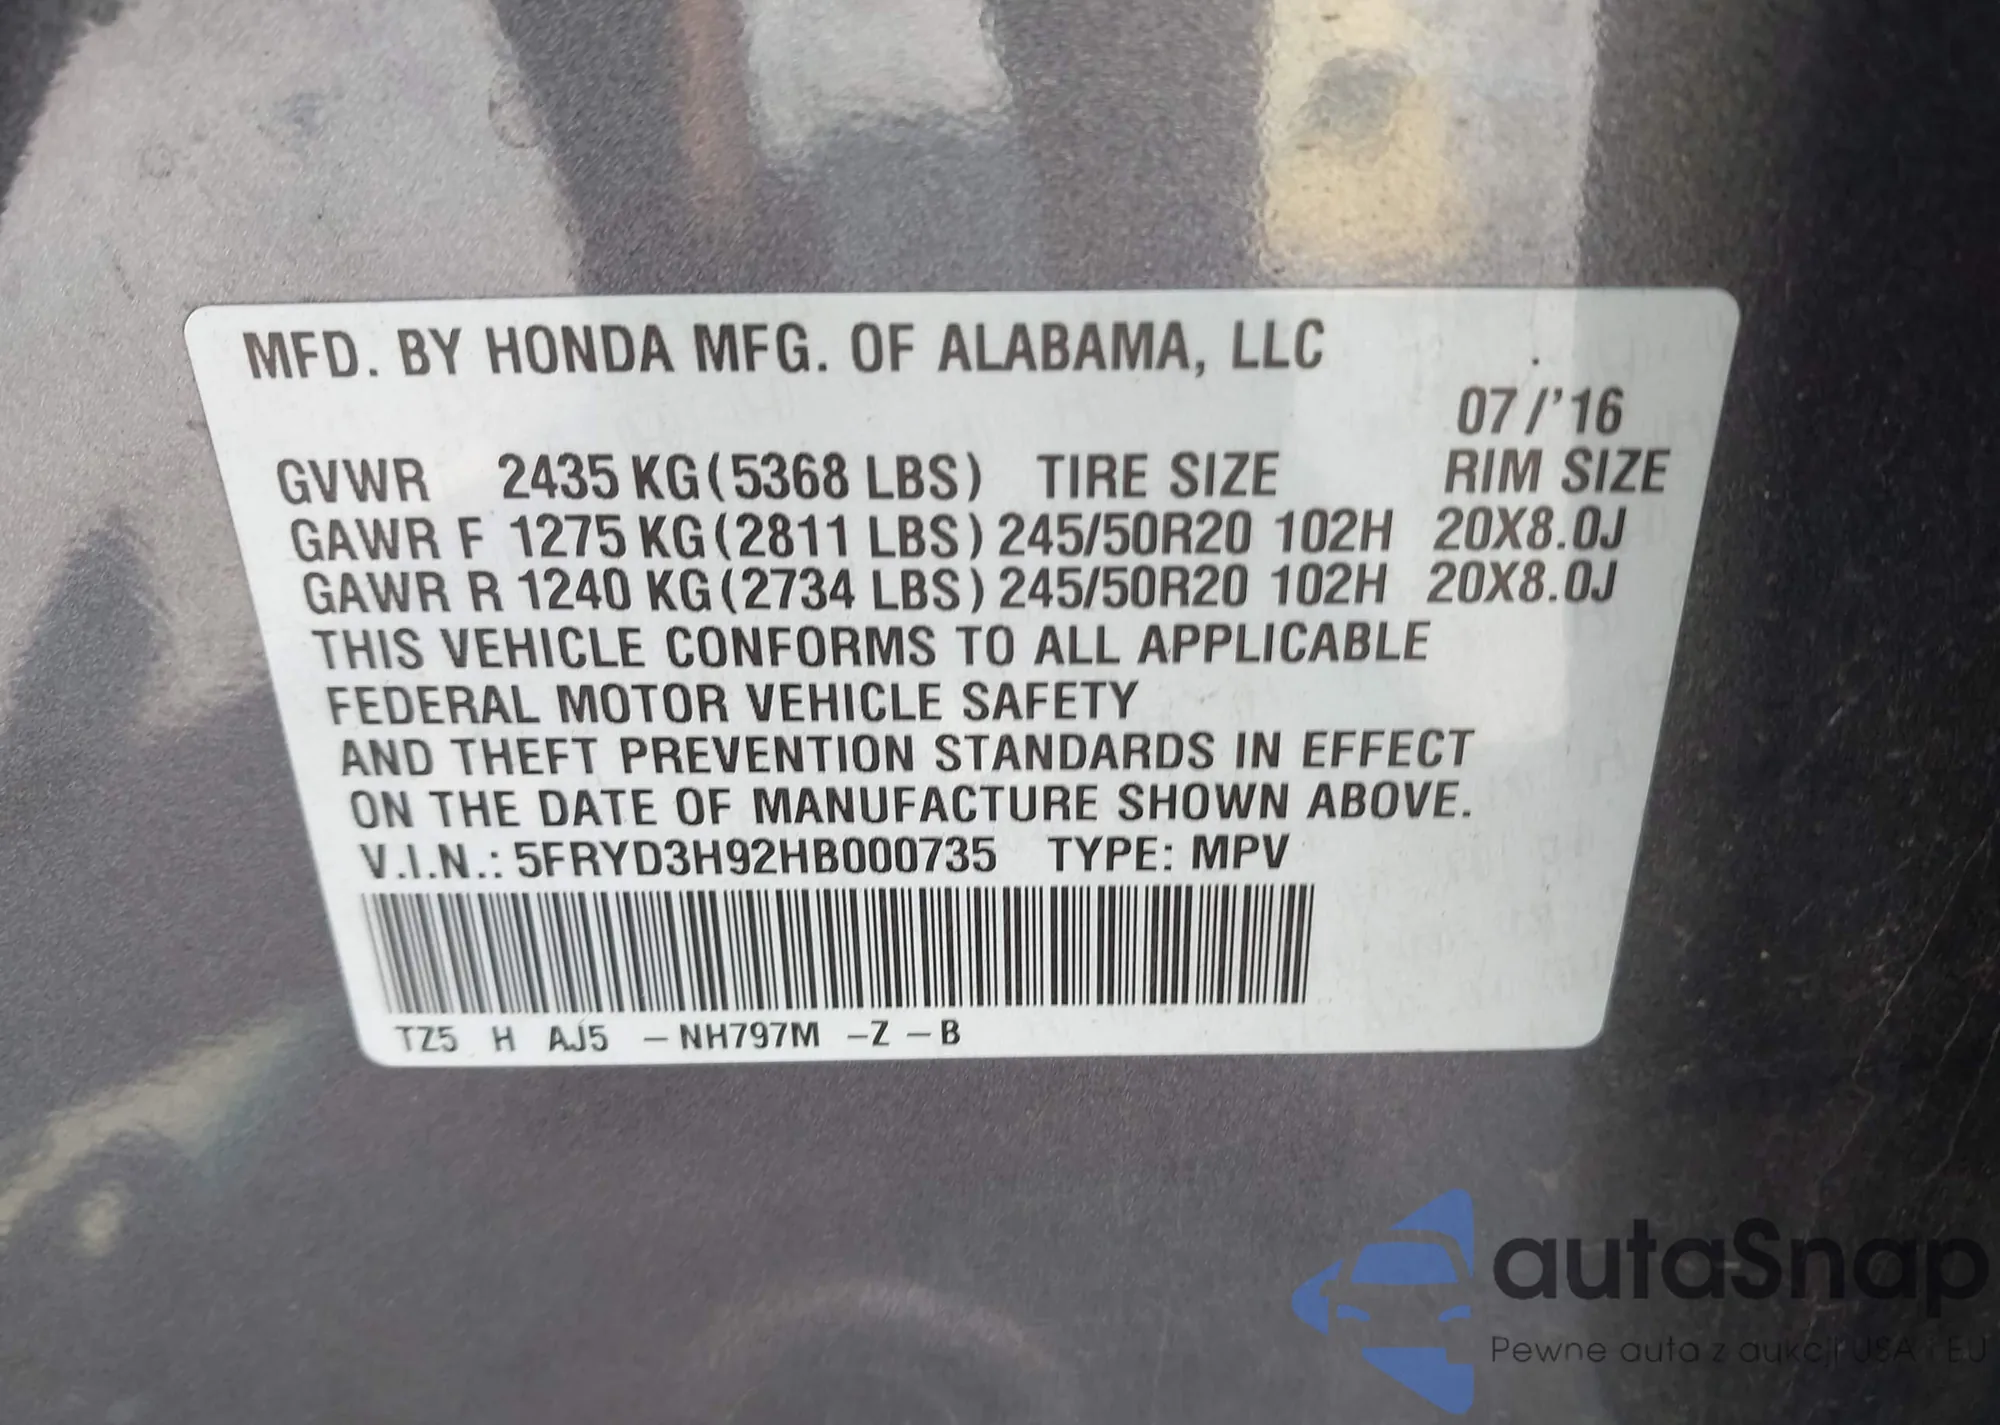 MFD. BY HONDA MFG. OF ALABAMA, LLC
07/'16
GVWR 2435 KG (5368 LBS) TIRE SIZE RIM SIZE
GAWR F 1275 KG (2811 LBS) 245/50R20 102H 20X8.0J
GAWR R 1240 KG (2734 LBS) 245/50R20 102H 20X8.0J
THIS VEHICLE CONFORMS TO ALL APPLICABLE
FEDERAL MOTOR VEHICLE SAFETY
AND THEFT PREVENTION STANDARDS IN EFFECT
ON THE DATE OF MANUFACTURE SHOWN ABOVE.
V.I.N.: 5FRYD3H92HB000735 TYPE: MPV
TZ5 H AJ5 – NH797M –Z – B
autaSnap
Pewne auta z aukcji USA i EU